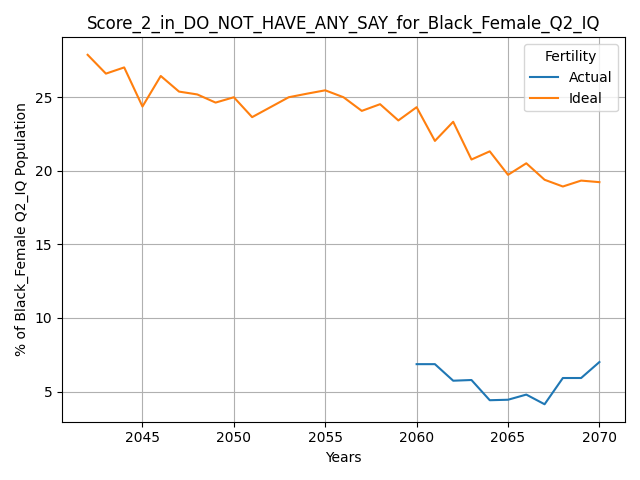 Score_2_in_DO_NOT_HAVE_ANY_SAY_for_Black_Female_Q2_IQ
Fertility
Actual
Ideal
% of Black_Female Q2_IQ Population
25
20
15
10
5
2045 2050 2055 2060 2065 2070
Years